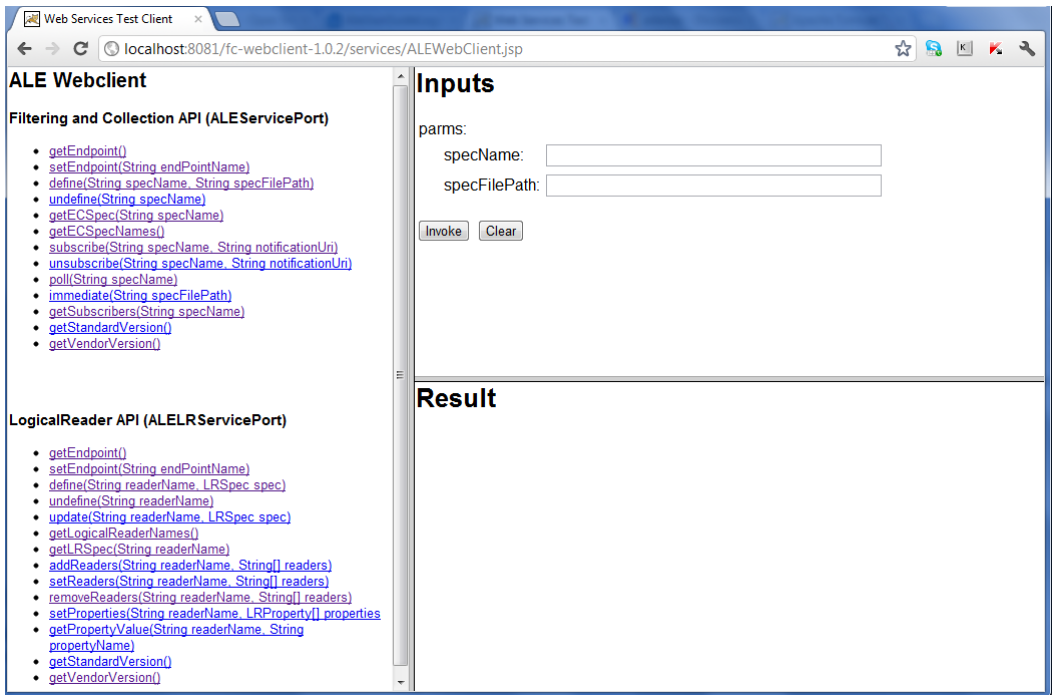 Web Services Test Client
localhost:8081/fc-webclient-1.0.2/services/ALEWebClient.jsp
ALE Webclient
Filtering and Collection API (ALEServicePort)
getEndpoint()
setEndpoint(String endPointName)
define(String specName, String specFilePath)
undefine(String specName)
getECSpec(String specName)
getECSpecNames()
subscribe(String specName, String notificationUri)
unsubscribe(String specName, String notificationUri)
poll(String specName)
immediate(String specFilePath)
getSubscribers(String specName)
getStandardVersion()
getVendorVersion()
LogicalReader API (ALELRServicePort)
getEndpoint()
setEndpoint(String endPointName)
define(String readerName, LRSpec spec)
undefine(String readerName)
update(String readerName, LRSpec spec)
getLogicalReaderNames()
getLRSpec(String readerName)
addReaders(String readerName, String[] readers)
setReaders(String readerName, String[] readers)
removeReaders(String readerName, String[] readers)
setProperties(String readerName, LRProperty[] properties
getPropertyValue(String readerName, String
propertyName)
getStandardVersion()
getVendorVersion()
Inputs
parms:
specName:
specFilePath:
Invoke Clear
Result